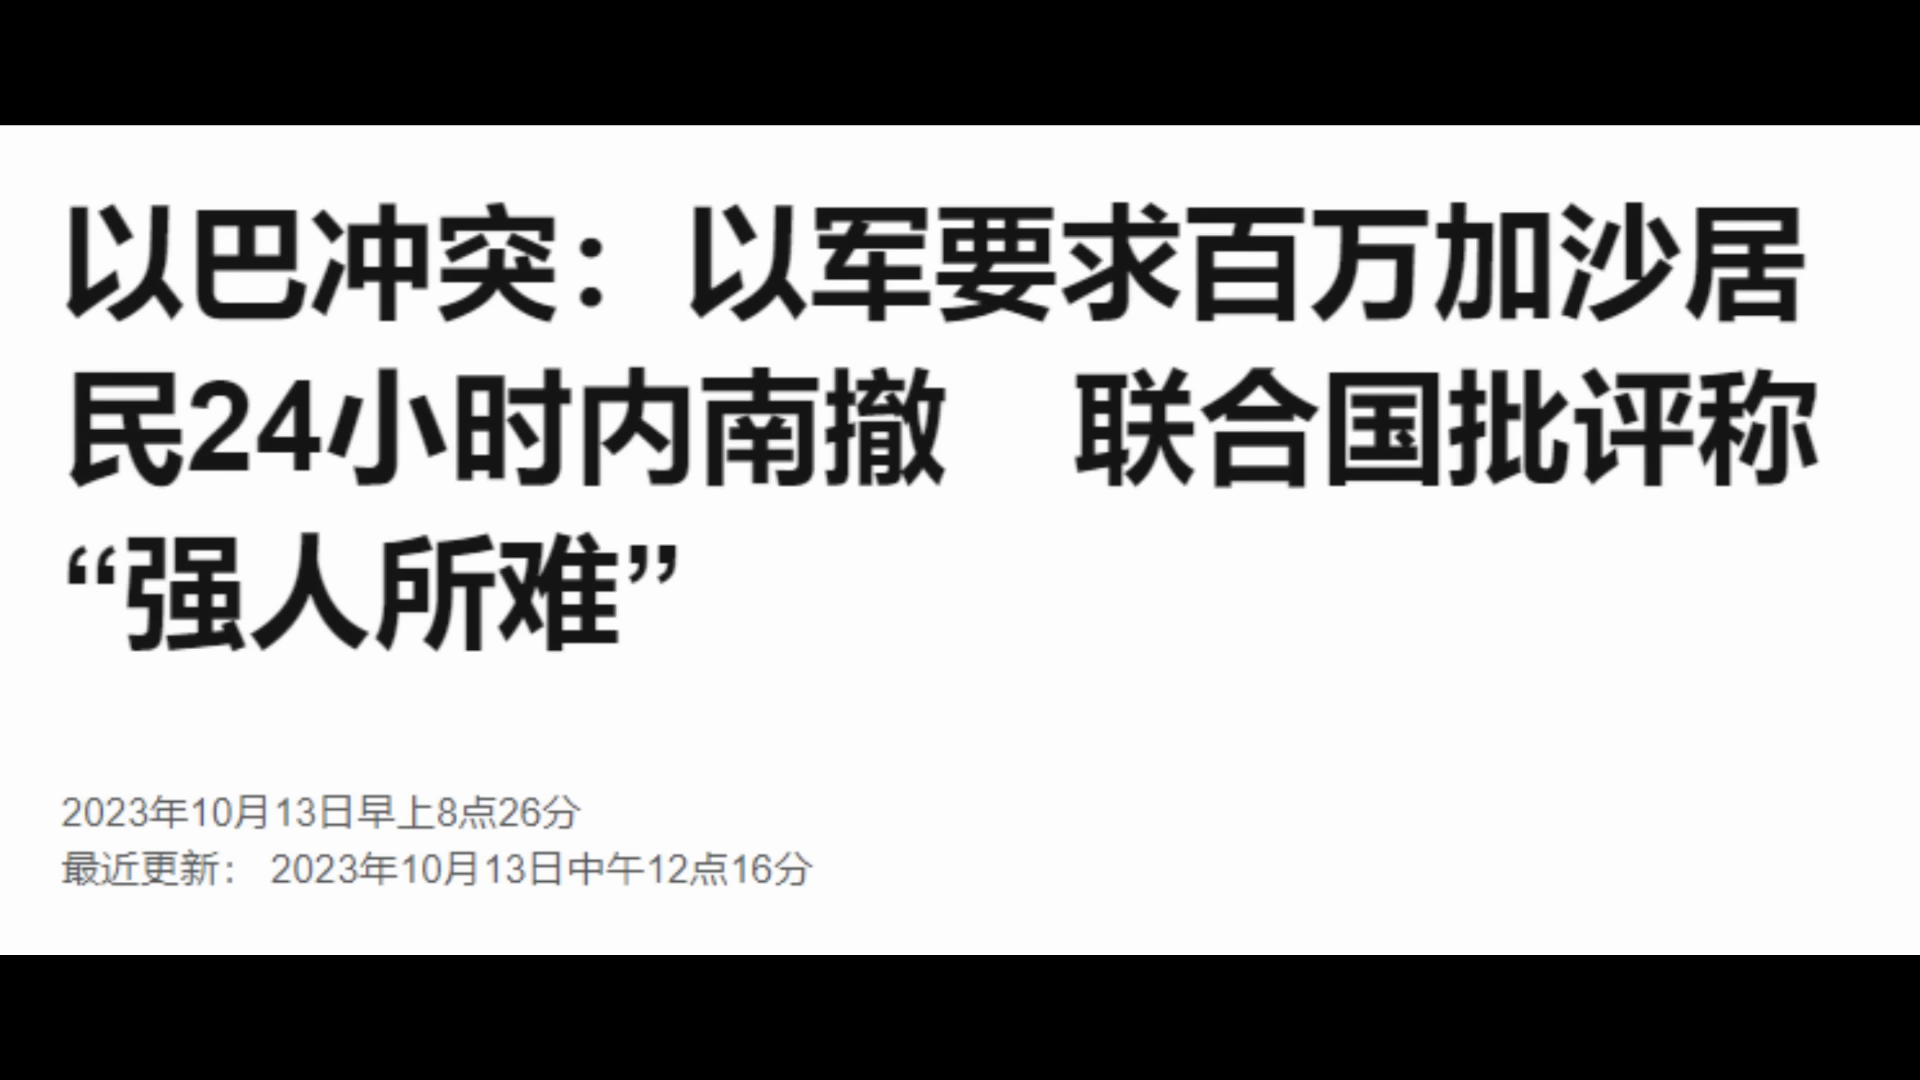 以巴冲突：以军要求百万加沙居
民24小时内南撤　联合国批评称
“强人所难”
2023年10月13日早上8点26分
最近更新： 2023年10月13日中午12点16分